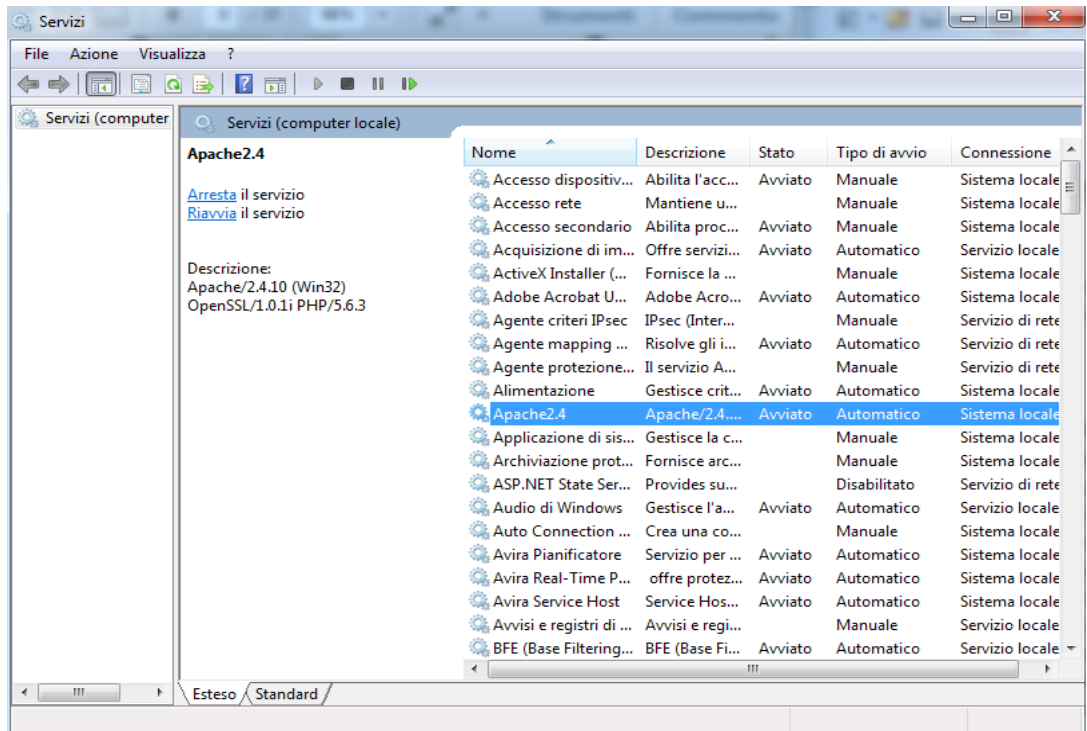 Servizi
File Azione Visualizza ?
Servizi (computer
Servizi (computer locale)
Apache2.4
Arresta il servizio
Riavvia il servizio
Descrizione:
Apache/2.4.10 (Win32)
OpenSSL/1.0.1i PHP/5.6.3
Nome Descrizione Stato Tipo di avvio Connessione
Accesso dispositiv... Abilita l'acc... Avviato Manuale Sistema locale
Accesso rete Mantiene u... Manuale Sistema locale
Accesso secondario Abilita proc... Avviato Manuale Sistema locale
Acquisizione di im... Offre servizi... Avviato Automatico Servizio locale
ActiveX Installer (... Fornisce la ... Manuale Sistema locale
Adobe Acrobat U... Adobe Acro... Avviato Automatico Sistema locale
Agente criteri IPsec IPsec (Inter... Manuale Servizio di rete
Agente mapping ... Risolve gli i... Avviato Automatico Servizio di rete
Agente protezione... Il servizio A... Manuale Servizio di rete
Alimentazione Gestisce crit... Avviato Automatico Sistema locale
Apache2.4 Apache/2.4.... Avviato Automatico Sistema locale
Applicazione di sis... Gestisce la c... Manuale Sistema locale
Archiviazione prot... Fornisce arc... Manuale Sistema locale
ASP.NET State Ser... Provides su... Disabilitato Servizio di rete
Audio di Windows Gestisce l'a... Avviato Automatico Servizio locale
Auto Connection ... Crea una co... Manuale Sistema locale
Avira Pianificatore Servizio per ... Avviato Automatico Sistema locale
Avira Real-Time P... offre protez... Avviato Automatico Sistema locale
Avira Service Host Service Hos... Avviato Automatico Sistema locale
Avvisi e registri di ... Avvisi e regi... Manuale Servizio locale
BFE (Base Filtering... BFE (Base Fi... Avviato Automatico Servizio locale
Esteso Standard